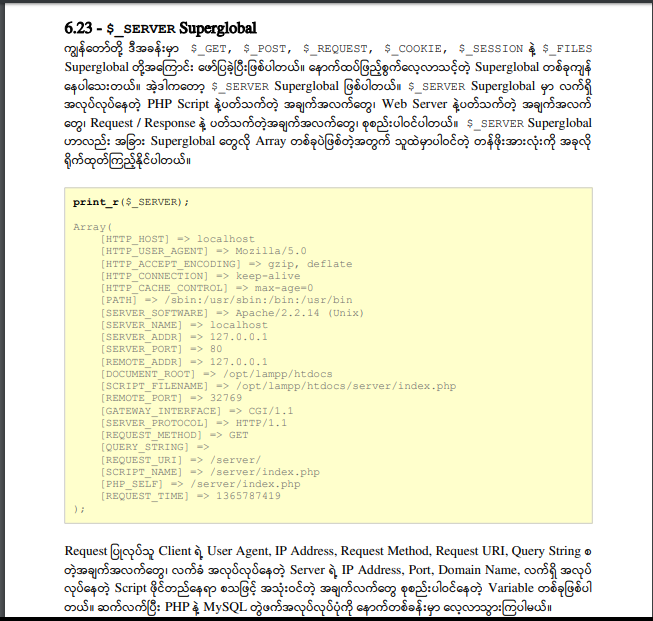 6.23 - $_SERVER Superglobal
ကျွန်တော်တို့ ဒီအခန်းမှာ $_GET, $_POST, $_REQUEST, $_COOKIE, $_SESSION နဲ့ $_FILES
Superglobal တို့အကြောင်း ဖော်ပြခဲ့ပြီးဖြစ်ပါတယ်။ နောက်ထပ်ဖြည့်စွက်လေ့လာသင့်တဲ့ Superglobal တစ်ခုကျန်
နေပါသေးတယ်။ အဲ့ဒါကတော့ $_SERVER Superglobal ဖြစ်ပါတယ်။ $_SERVER Superglobal မှာ လက်ရှိ
အလုပ်လုပ်နေတဲ့ PHP Script နဲ့ပတ်သက်တဲ့ အချက်အလက်တွေ၊ Web Server နဲ့ပတ်သက်တဲ့ အချက်အလက်
တွေ၊ Request / Response နဲ့ ပတ်သက်တဲ့အချက်အလက်တွေ၊ စုစည်းပါဝင်ပါတယ်။ $_SERVER Superglobal
ဟာလည်း အခြား Superglobal တွေလို Array တစ်ခုပဲဖြစ်တဲ့အတွက် သူထဲမှာပါဝင်တဲ့ တန်ဖိုးအားလုံးကို အခုလို
ရိုက်ထုတ်ကြည့်နိုင်ပါတယ်။
print_r($_SERVER);
Array(
[HTTP_HOST] => localhost
[HTTP_USER_AGENT] => Mozilla/5.0
[HTTP_ACCEPT_ENCODING] => gzip, deflate
[HTTP_CONNECTION] => keep-alive
[HTTP_CACHE_CONTROL] => max-age=0
[PATH] => /sbin:/usr/sbin:/bin:/usr/bin
[SERVER_SOFTWARE] => Apache/2.2.14 (Unix)
[SERVER_NAME] => localhost
[SERVER_ADDR] => 127.0.0.1
[SERVER_PORT] => 80
[REMOTE_ADDR] => 127.0.0.1
[DOCUMENT_ROOT] => /opt/lampp/htdocs
[SCRIPT_FILENAME] => /opt/lampp/htdocs/server/index.php
[REMOTE_PORT] => 32769
[GATEWAY_INTERFACE] => CGI/1.1
[SERVER_PROTOCOL] => HTTP/1.1
[REQUEST_METHOD] => GET
[QUERY_STRING] =>
[REQUEST_URI] => /server/
[SCRIPT_NAME] => /server/index.php
[PHP_SELF] => /server/index.php
[REQUEST_TIME] => 1365787419
);
Request ပြုလုပ်သူ Client ရဲ့ User Agent, IP Address, Request Method, Request URI, Query String စ
တဲ့အချက်အလက်တွေ၊ လက်ခံ အလုပ်လုပ်နေတဲ့ Server ရဲ့ IP Address, Port, Domain Name, လက်ရှိ အလုပ်
လုပ်နေတဲ့ Script ဖိုင်တည်နေရာ စသဖြင့် အသုံးဝင်တဲ့ အချက်လက်တွေ စုစည်းပါဝင်နေတဲ့ Variable တစ်ခုဖြစ်ပါ
တယ်။ ဆက်လက်ပြီး PHP နဲ့ MySQL တွဲဖက်အလုပ်လုပ်ပုံကို နောက်တစ်ခန်းမှာ လေ့လာသွားကြပါမယ်။